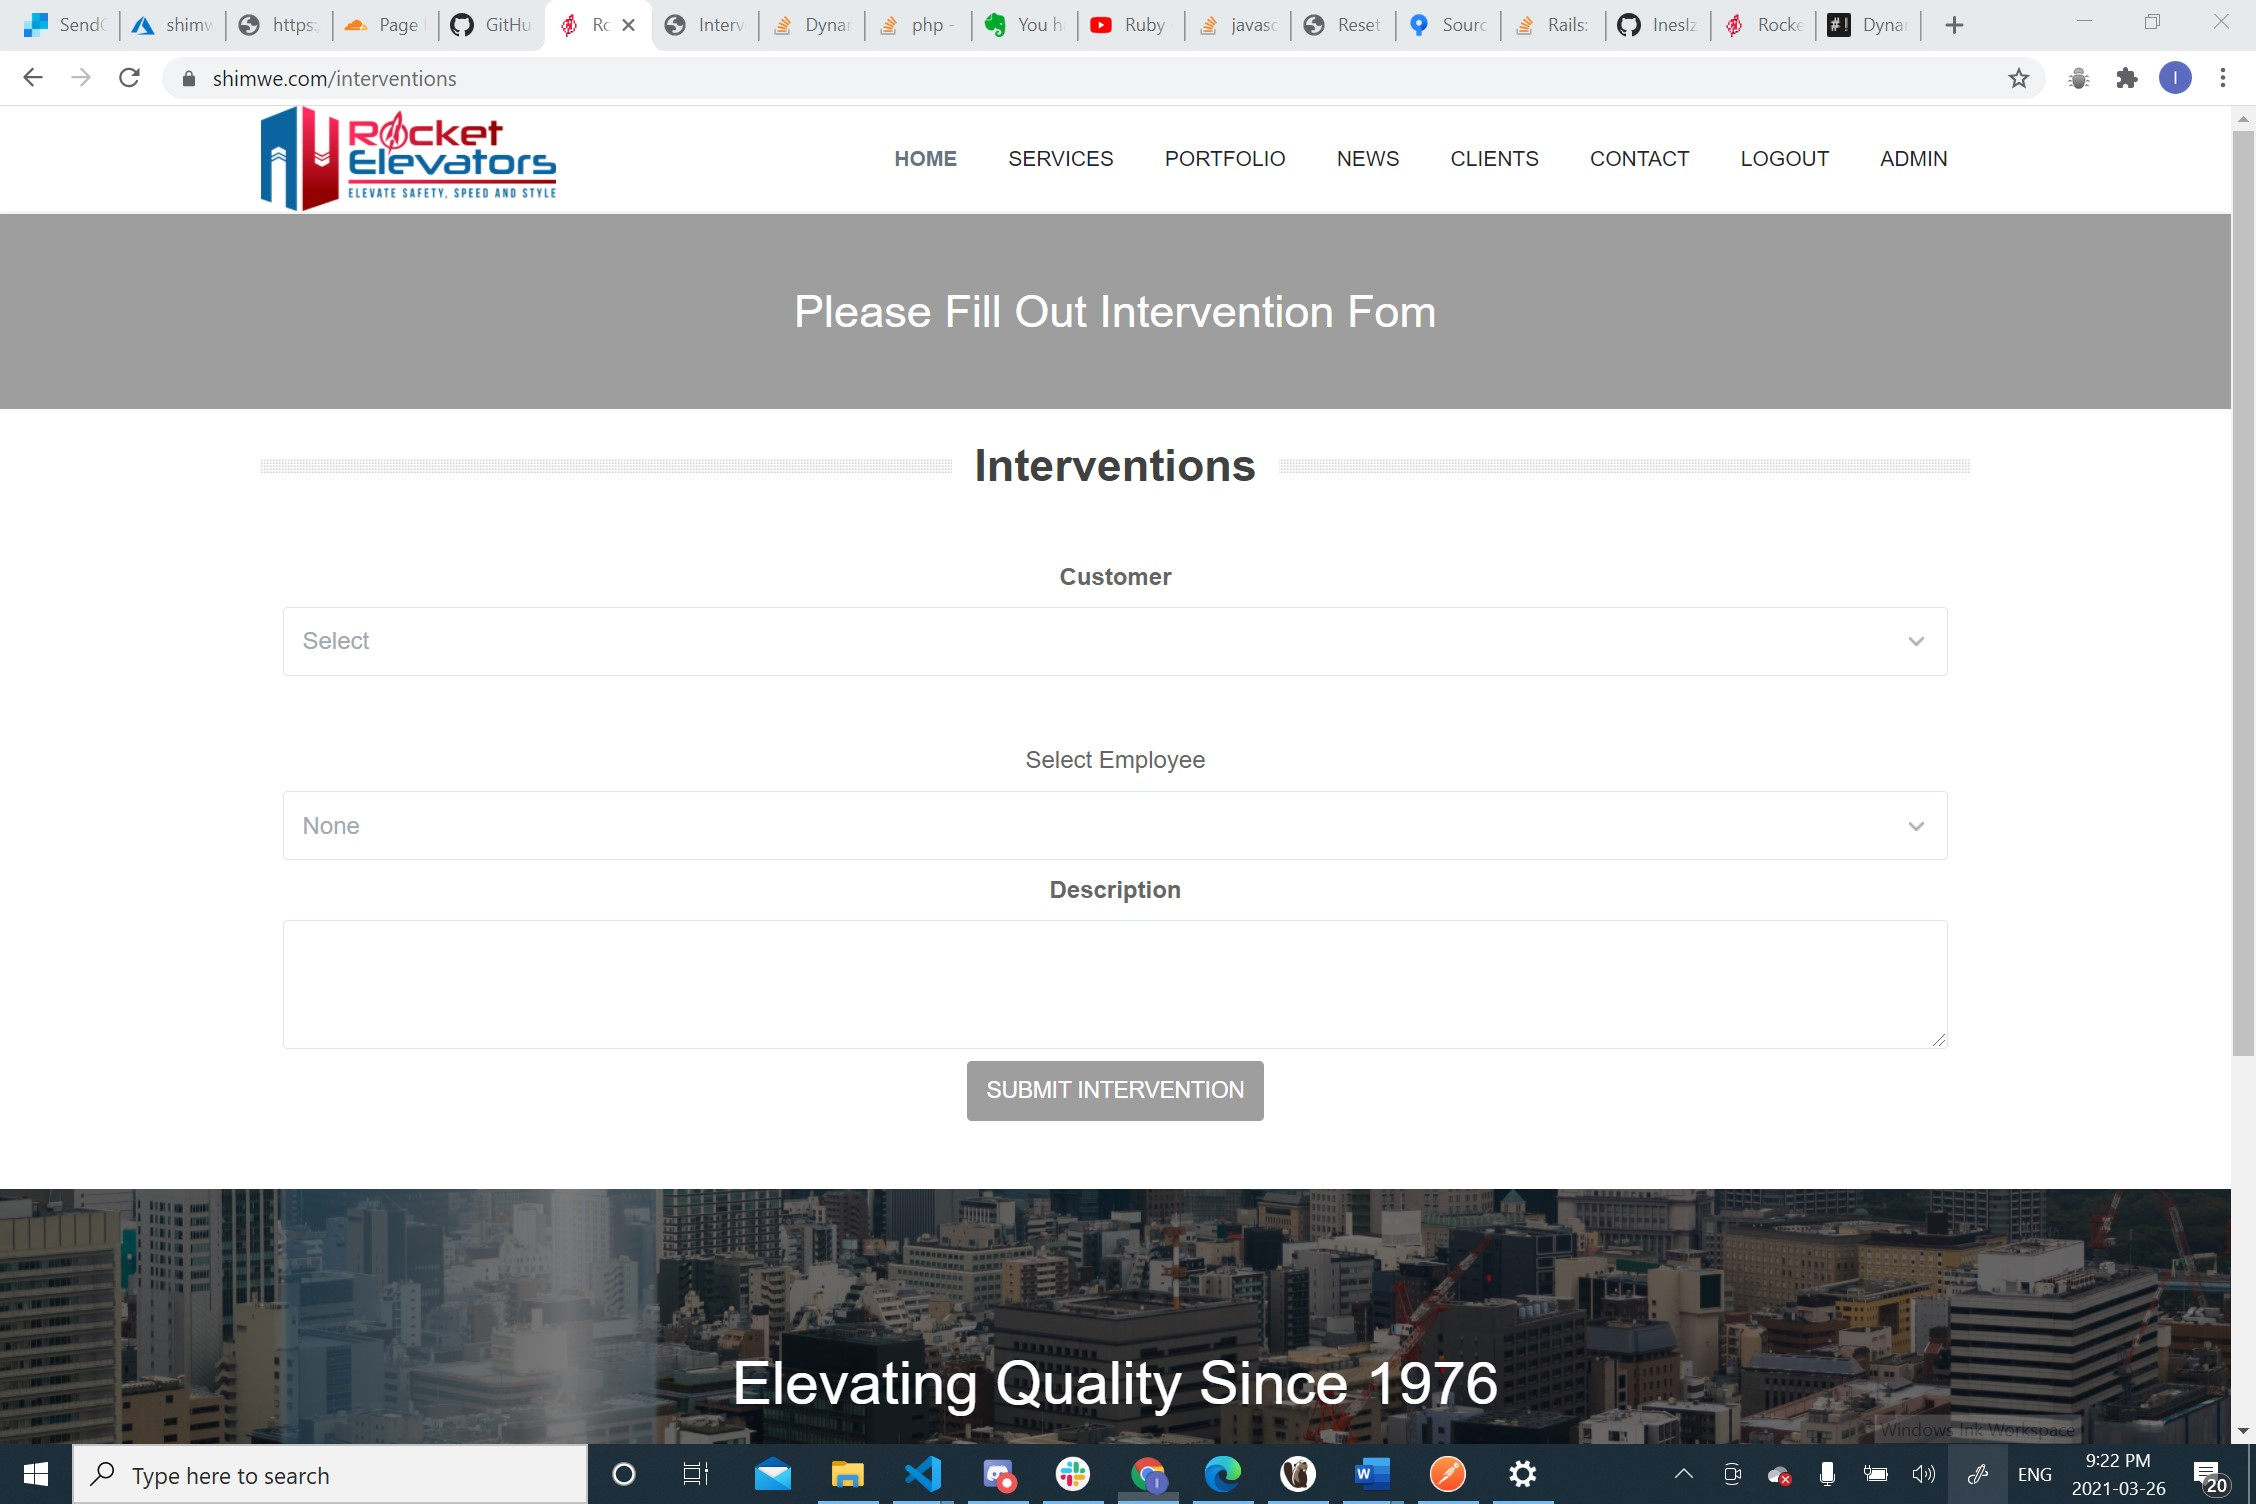 Send
shimw
https:
Page
GitHu
Ro
Interv
Dynar
php -
You h
Ruby
javasc
Reset
Sourc
Rails:
InesIz
Rocke
Dynar
shimwe.com/interventions
I
Rocket
Elevators
ELEVATE SAFETY, SPEED AND STYLE
HOME SERVICES PORTFOLIO NEWS CLIENTS CONTACT LOGOUT ADMIN
Please Fill Out Intervention Fom
Interventions
Customer
Select
Select Employee
None
Description
SUBMIT INTERVENTION
Elevating Quality Since 1976
Windows Ink Workspace
Type here to search
ENG
9:22 PM
2021-03-26
20